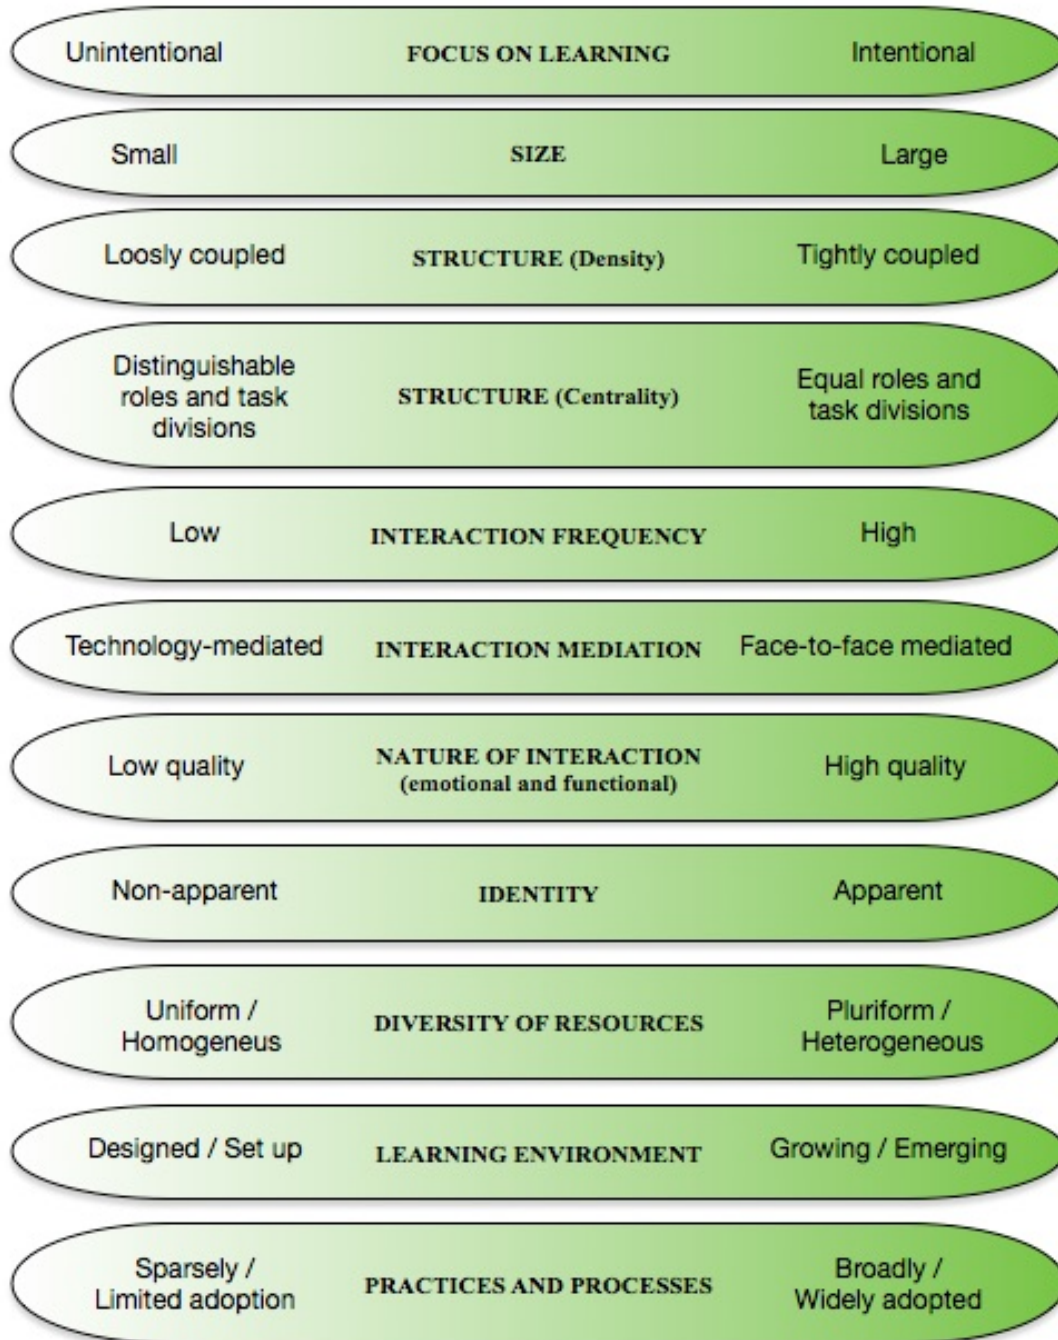 Unintentional FOCUS ON LEARNING Intentional
Small SIZE Large
Loosly coupled STRUCTURE (Density) Tightly coupled
Distinguishable
roles and task
divisions
STRUCTURE (Centrality)
Equal roles and
task divisions
Low INTERACTION FREQUENCY High
Technology-mediated INTERACTION MEDIATION Face-to-face mediated
Low quality
NATURE OF INTERACTION
(emotional and functional)
High quality
Non-apparent IDENTITY Apparent
Uniform /
Homogeneus
DIVERSITY OF RESOURCES
Pluriform /
Heterogeneous
Designed / Set up LEARNING ENVIRONMENT Growing / Emerging
Sparsely /
Limited adoption
PRACTICES AND PROCESSES
Broadly /
Widely adopted